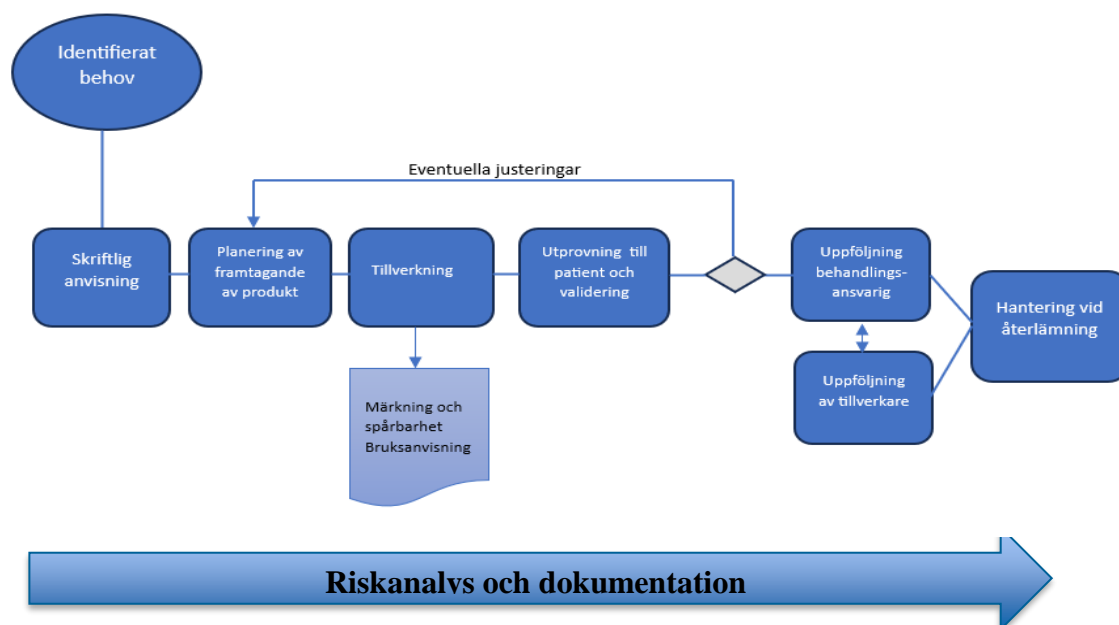 Identifierat
behov
Eventuella justeringar
Skriftlig
anvisning
Planering av
framtagande
av produkt
Tillverkning
Utprovning till
patient och
validering
Uppföljning
behandlings-
ansvarig
Uppföljning
av tillverkare
Hantering vid
återlämning
Märkning och
spårbarhet
Bruksanvisning
Riskanalys och dokumentation